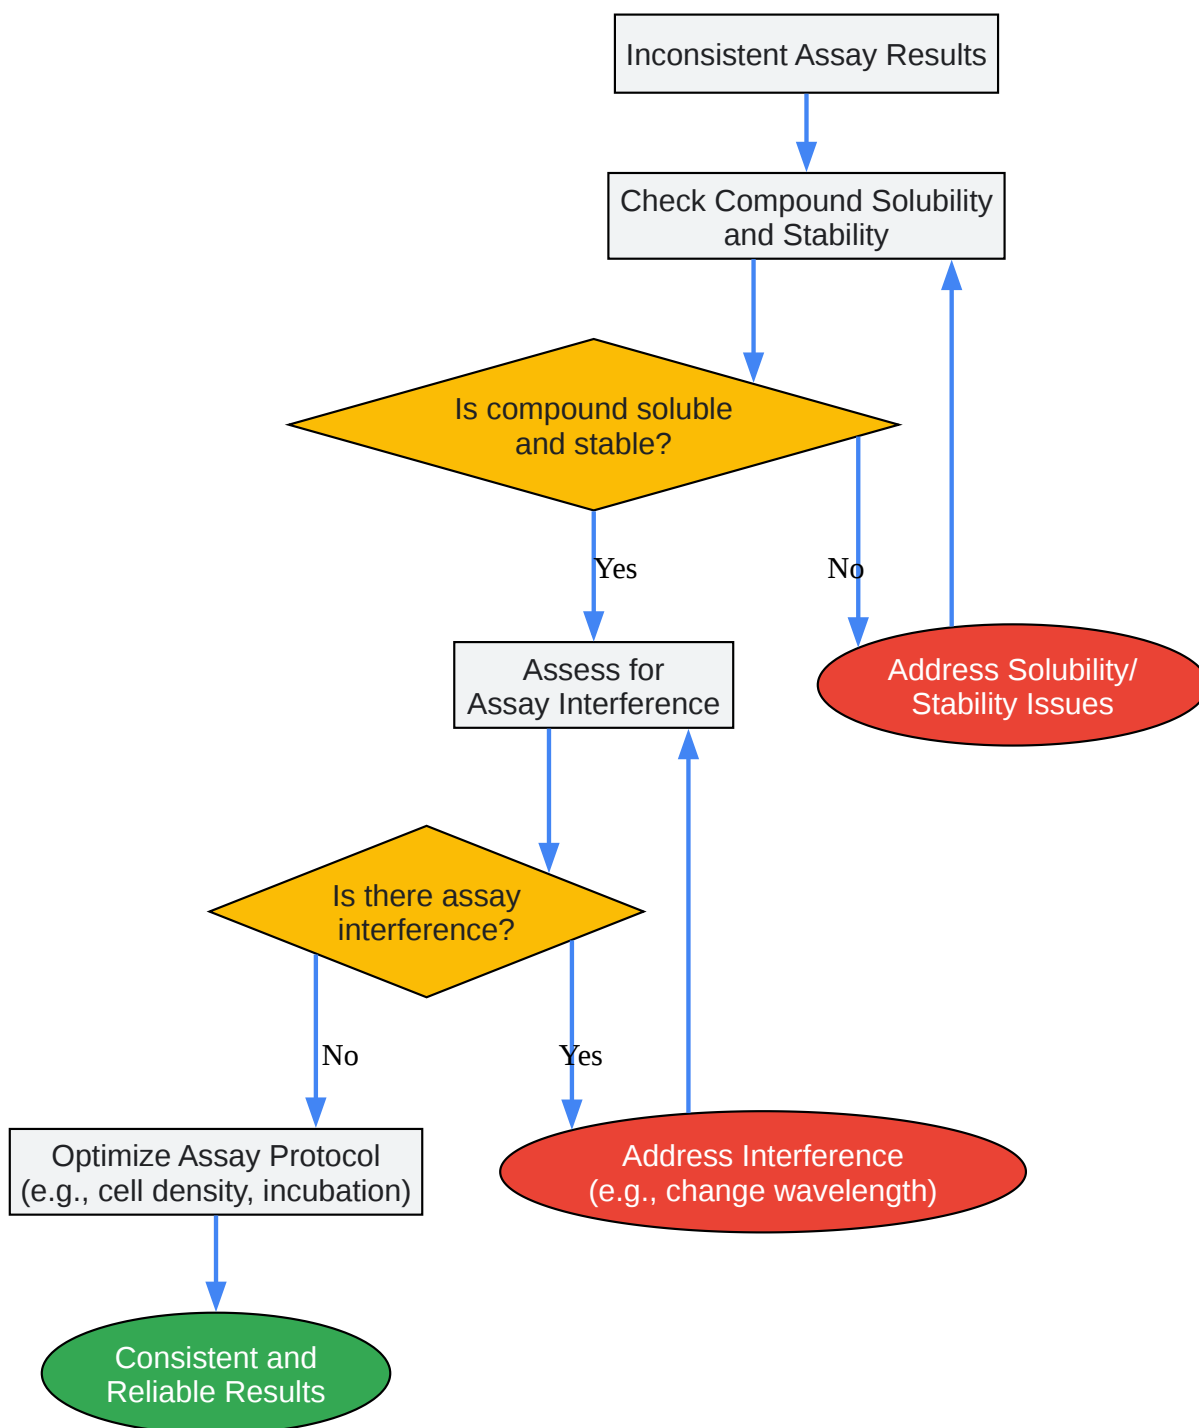 Inconsistent Assay Results
Check Compound Solubility
and Stability
Is compound soluble
and stable?
Yes
No
Assess for
Assay Interference
Address Solubility/
Stability Issues
Is there assay
interference?
No
Yes
Optimize Assay Protocol
(e.g., cell density, incubation)
Address Interference
(e.g., change wavelength)
Consistent and
Reliable Results